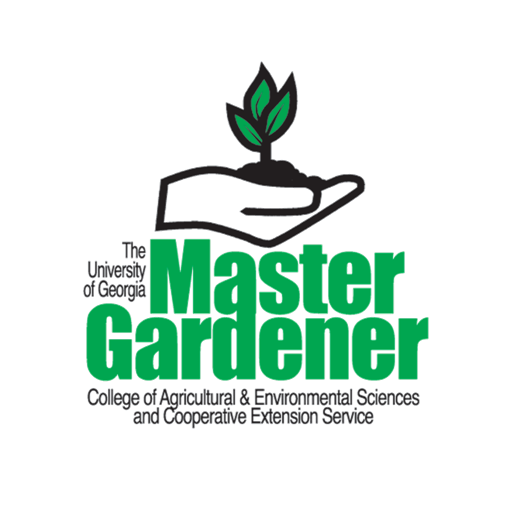 The
University
of Georgia
Master
Gardener
College of Agricultural & Environmental Sciences
and Cooperative Extension Service